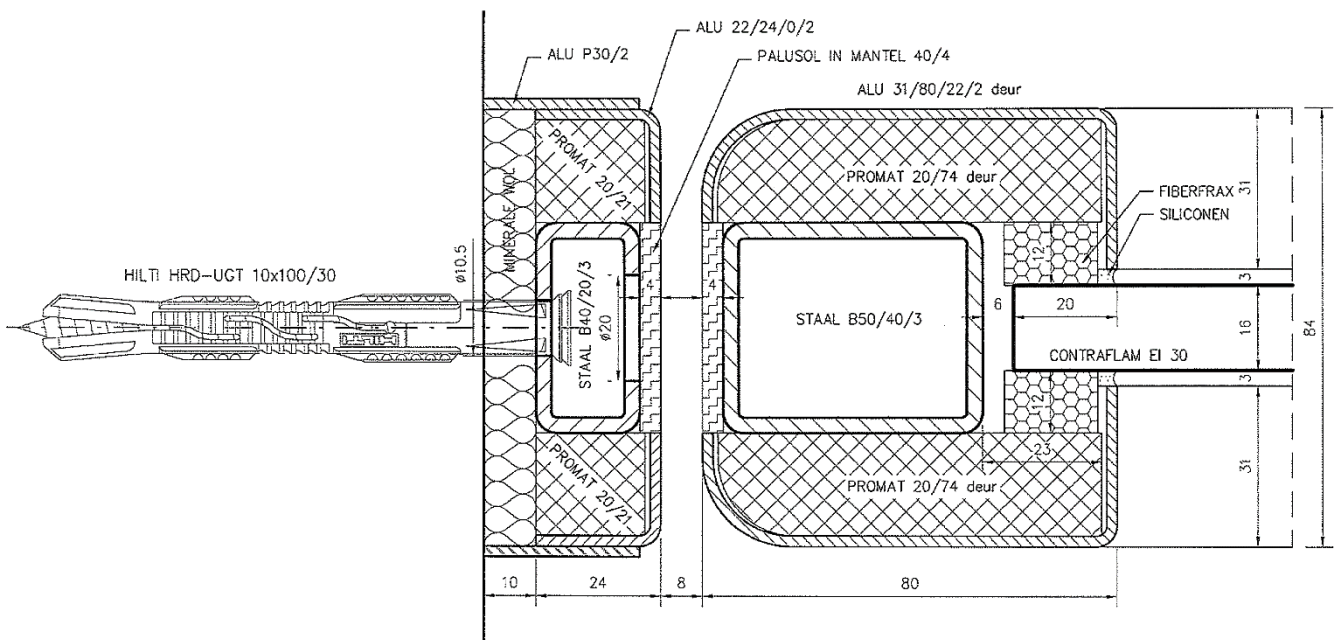 ALU 22/24/0/2
ALU P30/2
PALUSOL IN MANTEL 40/4
ALU 31/80/22/2 deur
PROMAT 20/21
MINERALE WOL
PROMAT 20/74 deur
FIBERFRAX
SILICONEN
31
12
HILTI HRD-UGT 10x100/30
ø10.5
STAAL B40/20/3
4
ø20
4
STAAL B50/40/3
6
20
3
16
84
CONTRAFLAM EI 30
3
12
23
31
PROMAT 20/21
PROMAT 20/74 deur
10
24
8
80